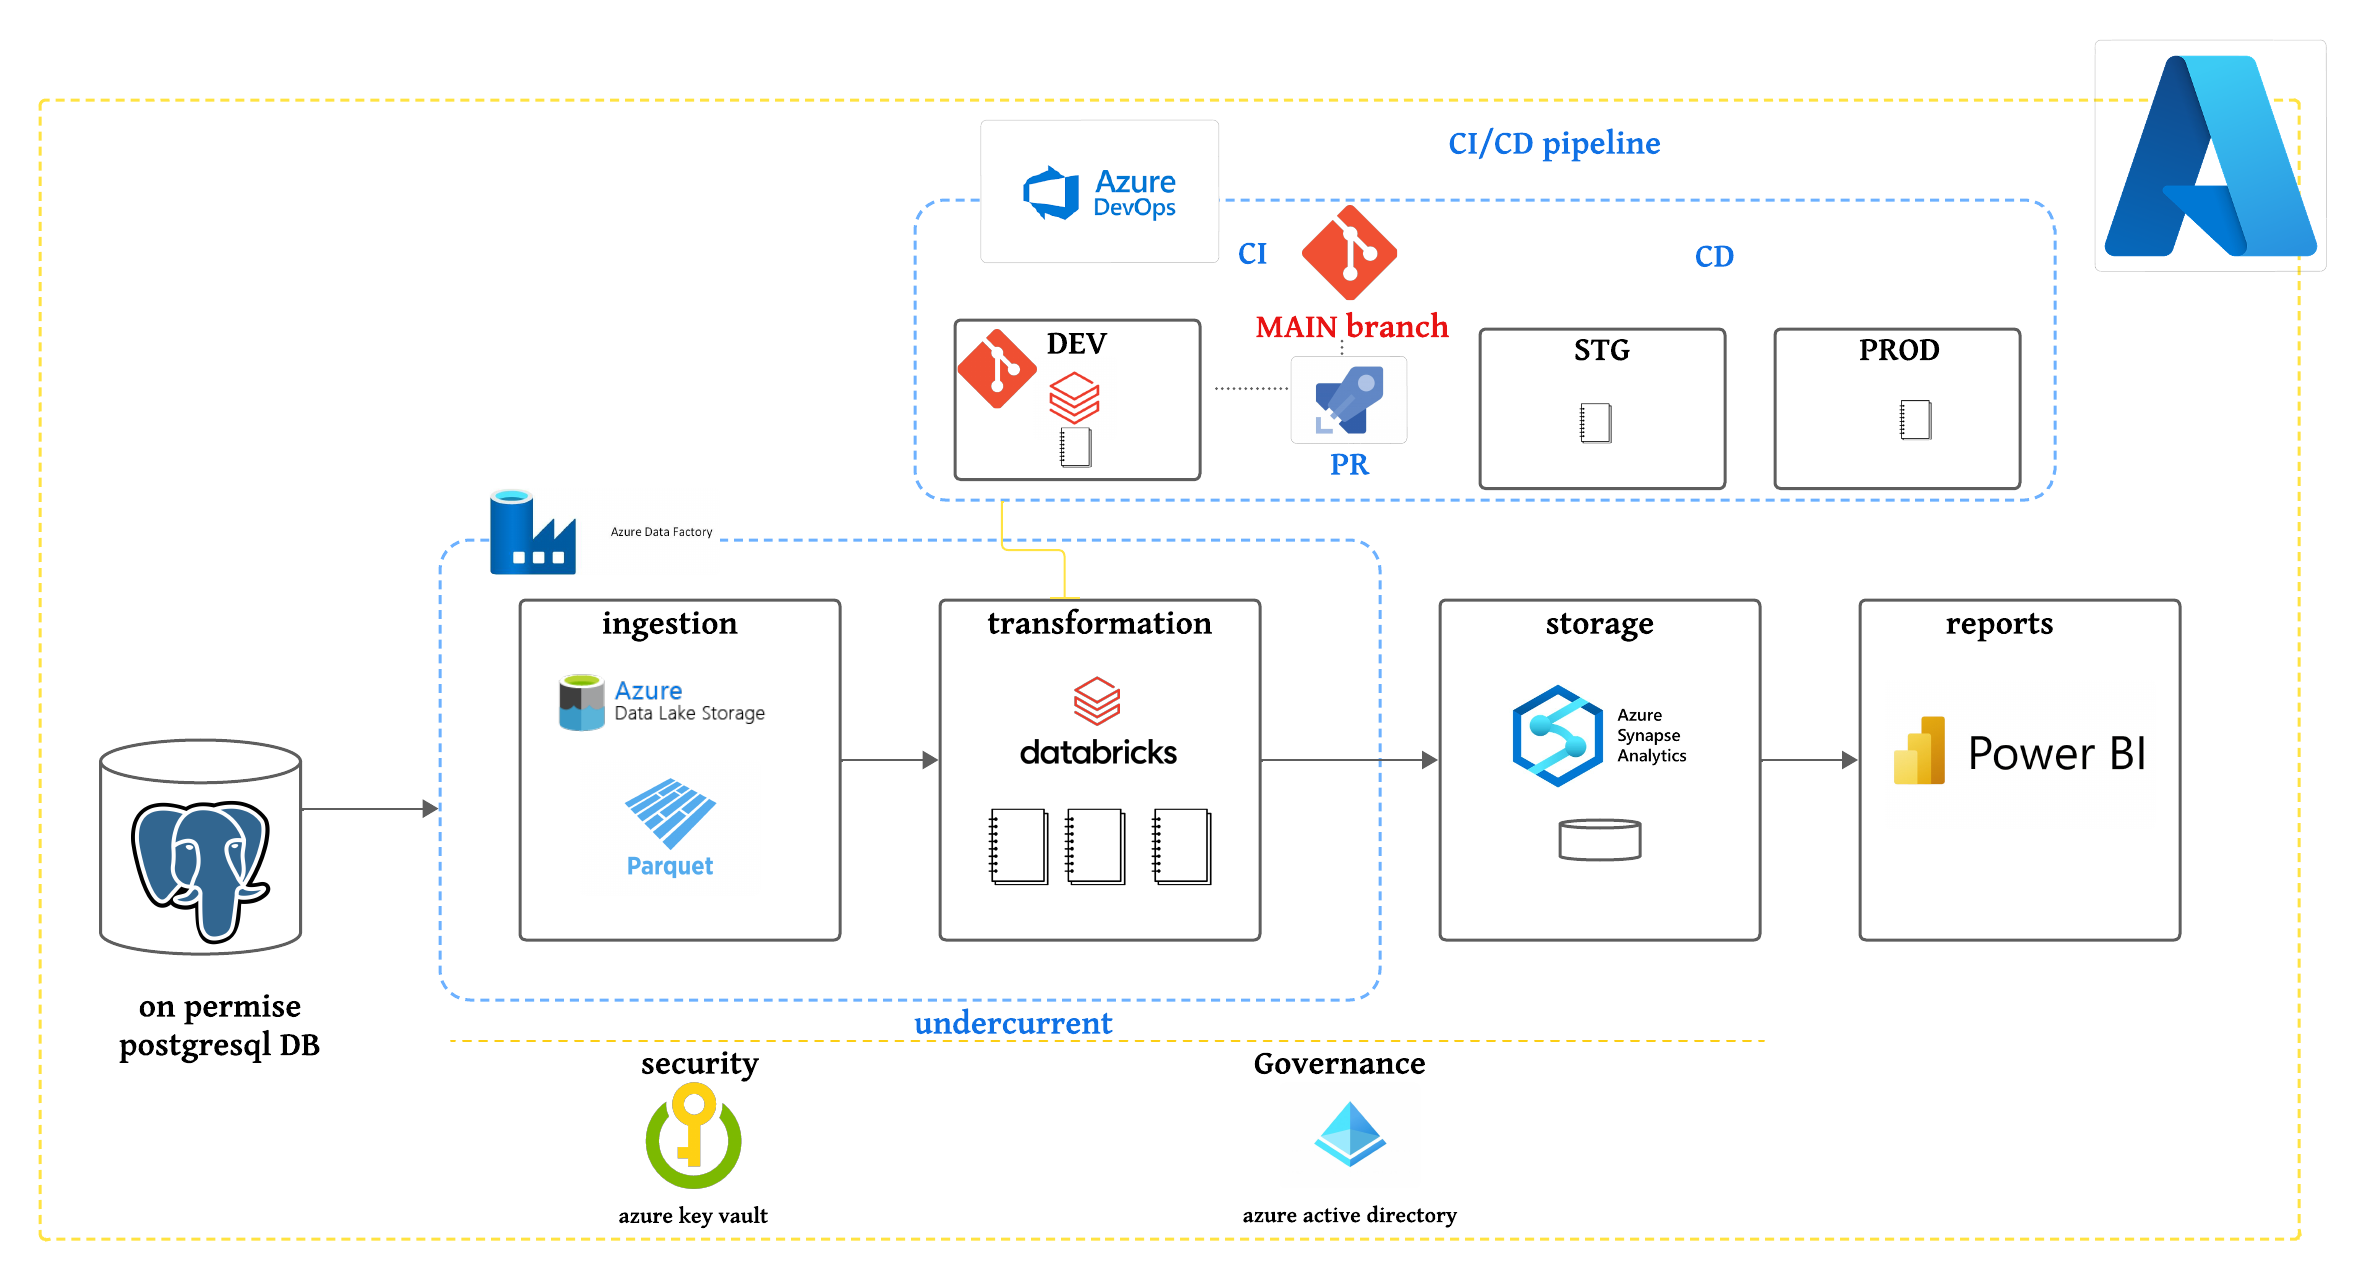 CI/CD pipeline
Azure
DevOps
CI
CD
MAIN branch
DEV
STG
PROD
PR
Azure Data Factory
ingestion
transformation
storage
reports
Azure
Data Lake Storage
databricks
Azure
Synapse
Analytics
Power BI
Parquet
on permise
postgresql DB
undercurrent
security
Governance
azure key vault
azure active directory